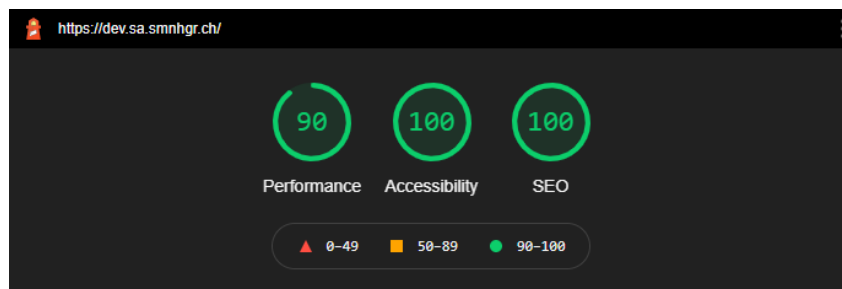 https://dev.sa.smnhgr.ch/
90 100 100
Performance Accessibility SEO
0–49 50–89 90–100